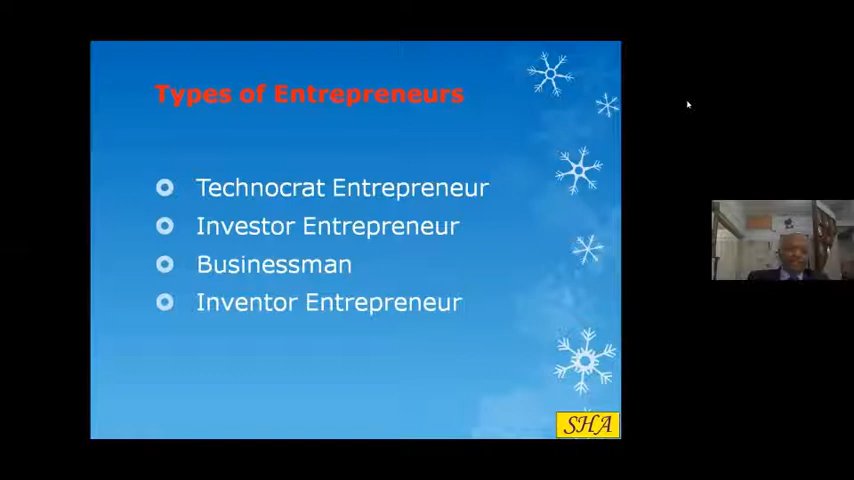 Types of Entrepreneurs
Technocrat Entrepreneur
Investor Entrepreneur
Businessman
Inventor Entrepreneur
SHA